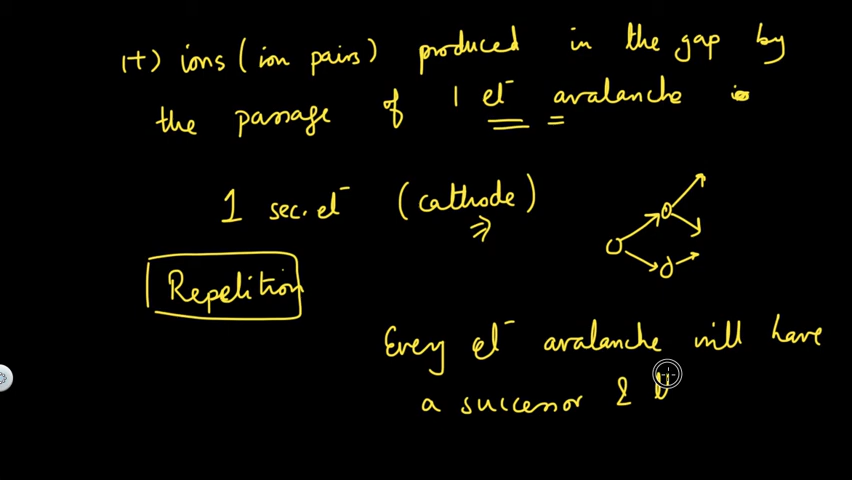 (+) ions (ion pairs) produced in the gap by
the passage of 1 el⁻ avalanche is
1 sec. el⁻ (cathode)
⇒
Repetition
Every el⁻ avalanche will have
a successor &